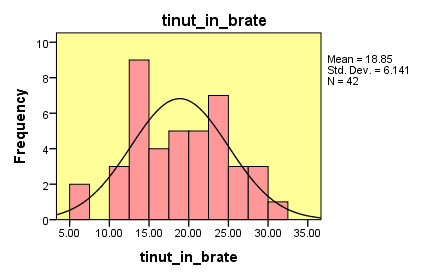 tinut_in_brate
Mean = 18.85
Std. Dev. = 6.141
N = 42
Frequency
10
8
6
4
2
0
5.00 10.00 15.00 20.00 25.00 30.00 35.00
tinut_in_brate